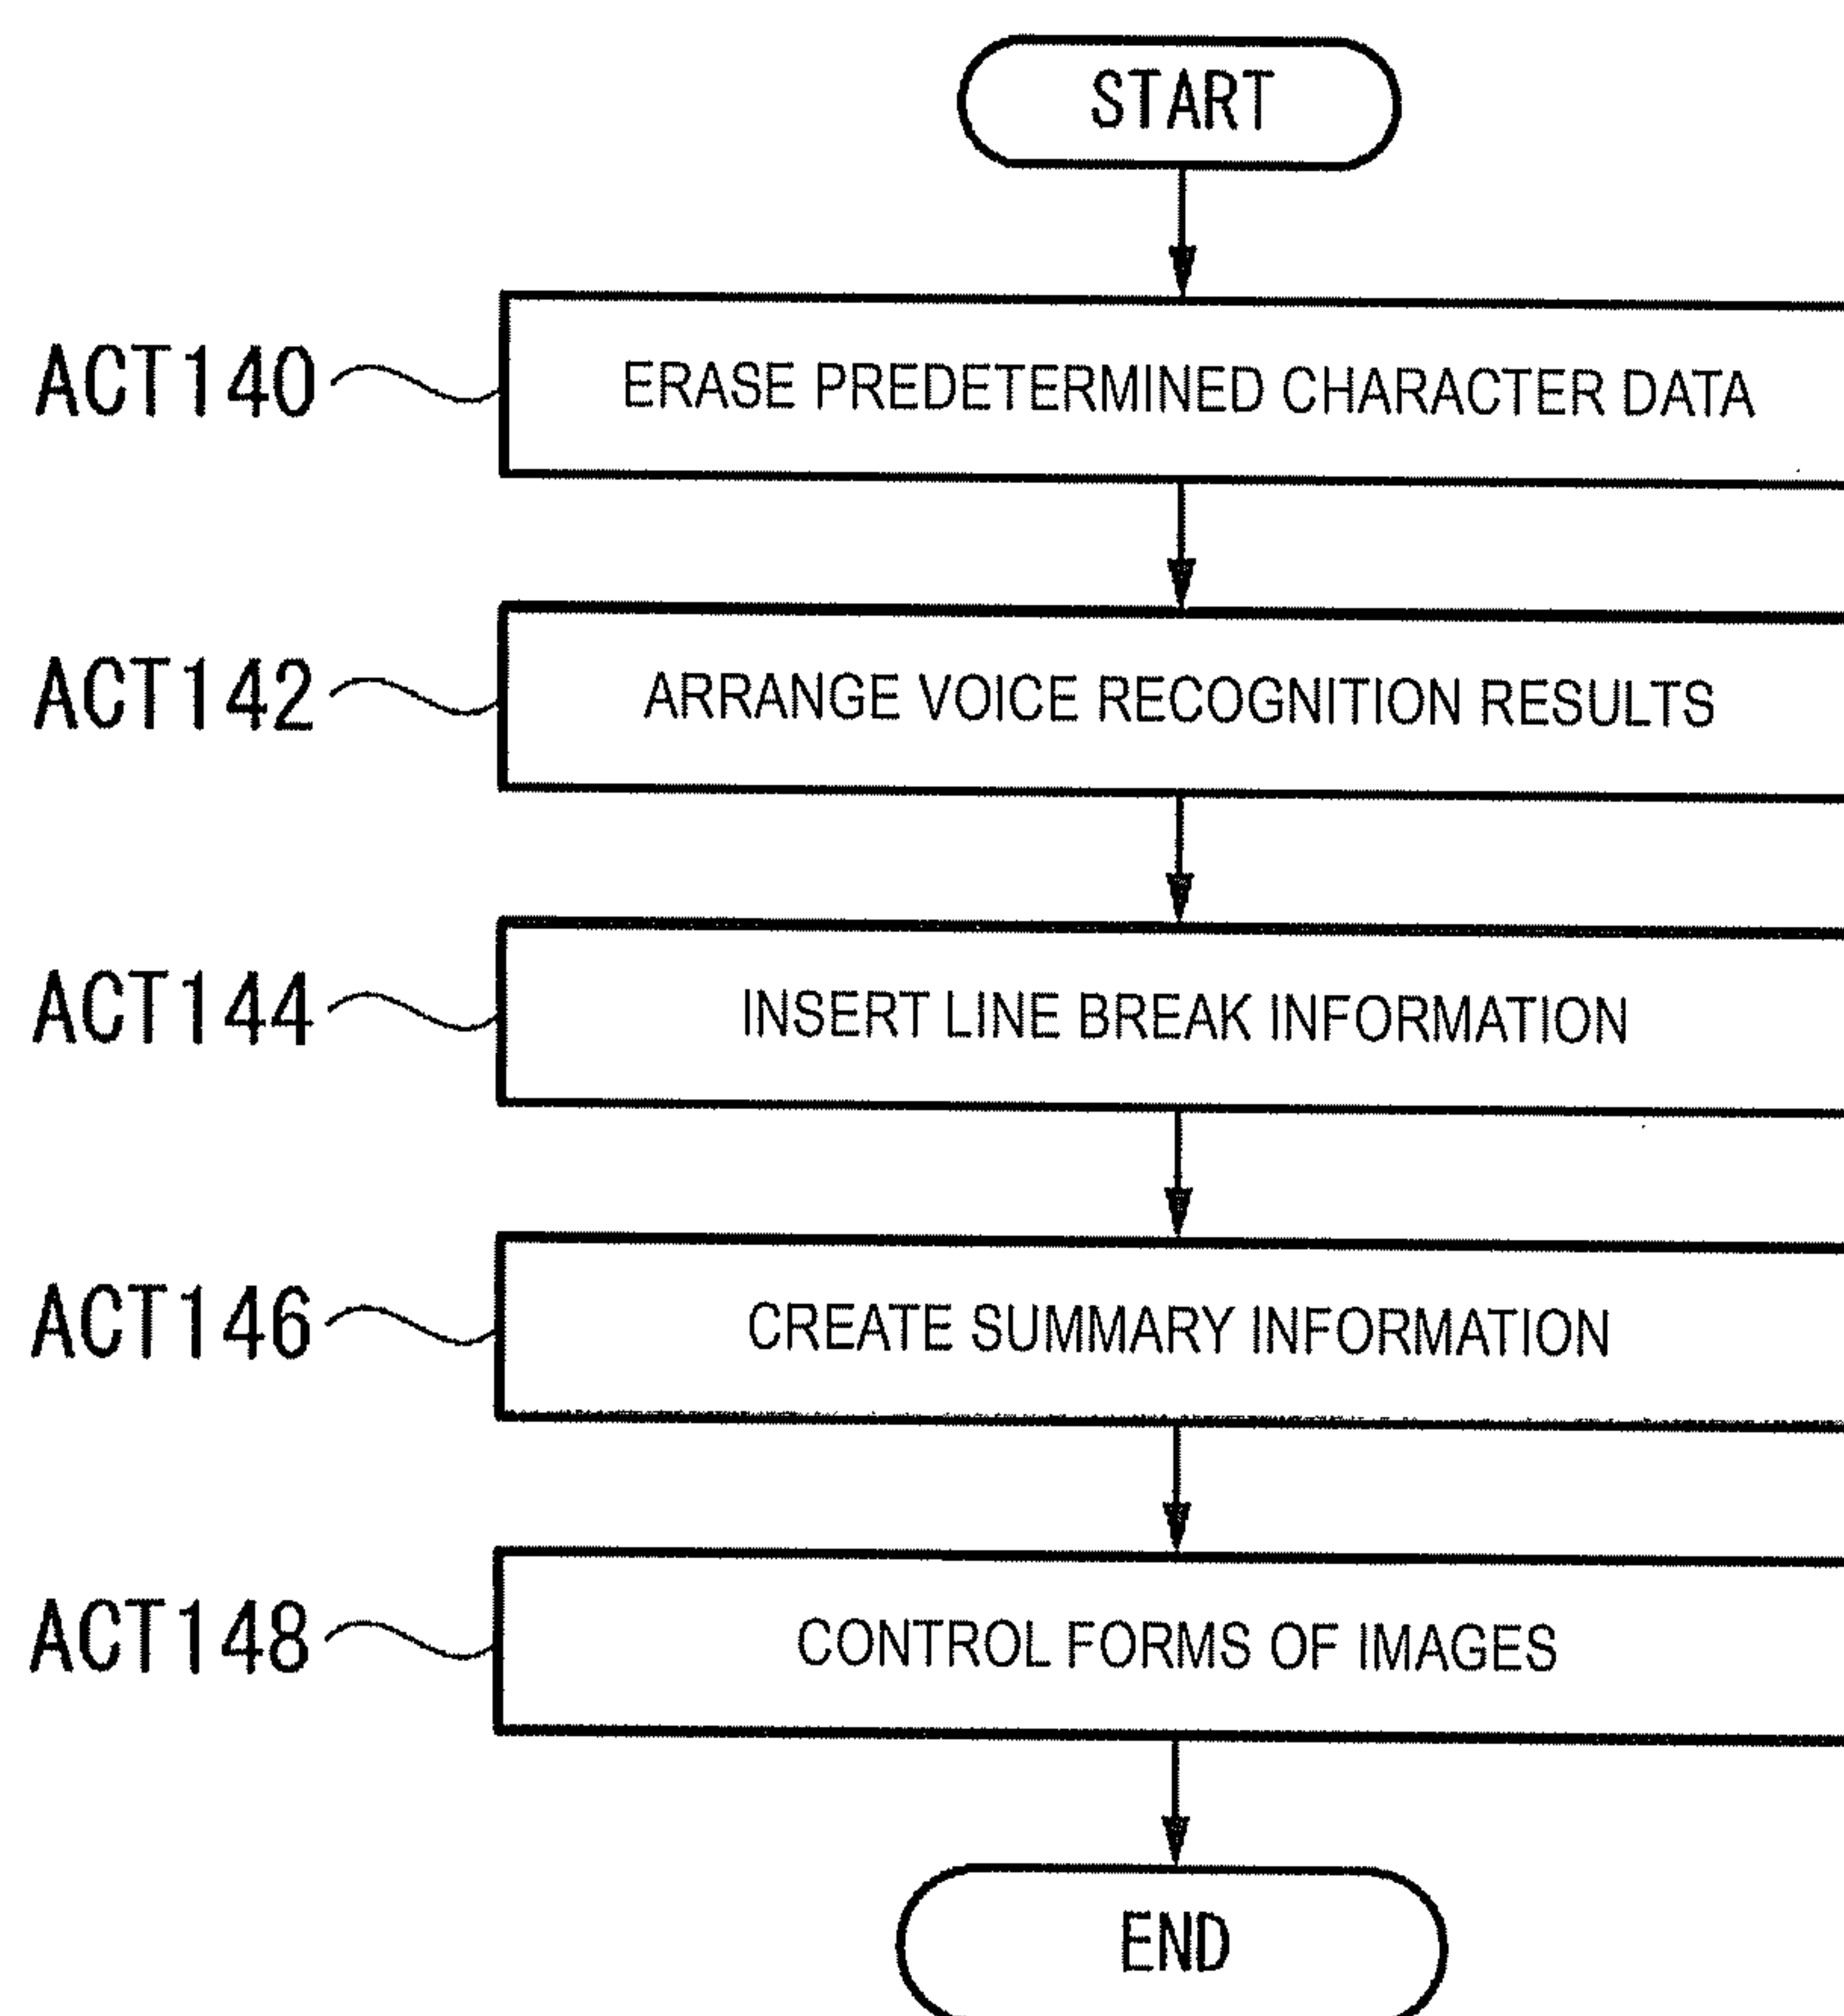 START
ACT140
ERASE PREDETERMINED CHARACTER DATA
ACT142
ARRANGE VOICE RECOGNITION RESULTS
ACT144
INSERT LINE BREAK INFORMATION
ACT146
CREATE SUMMARY INFORMATION
ACT148
CONTROL FORMS OF IMAGES
END